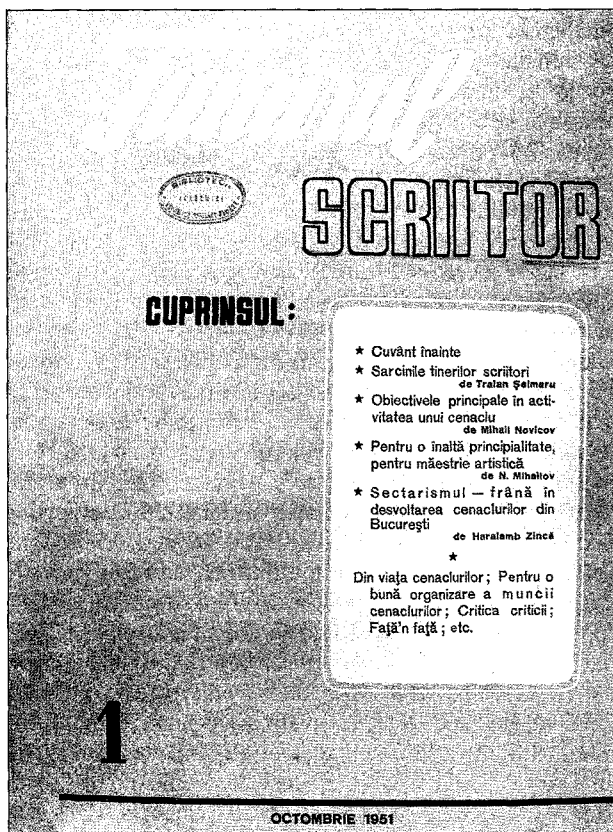 Tânărul
SCRIITOR
BIBLIOTECA
CUPRINSUL:
★ Cuvânt înainte
★ Sarcinile tinerilor scriitori
de Traian Şelmaru
★ Obiectivele principale în acti-
vitatea unui cenaclu
de Mihail Novicov
★ Pentru o înaltă principialitate,
pentru măestrie artistică
de N. Mihailov
★ Sectarismul — frână în
desvoltarea cenaclurilor din
Bucureşti
de Haralamb Zincă
★
Din viaţa cenaclurilor; Pentru o
bună organizare a muncii
cenaclurilor; Critica criticii;
Faţă'n faţă; etc.
1
OCTOMBRIE 1951